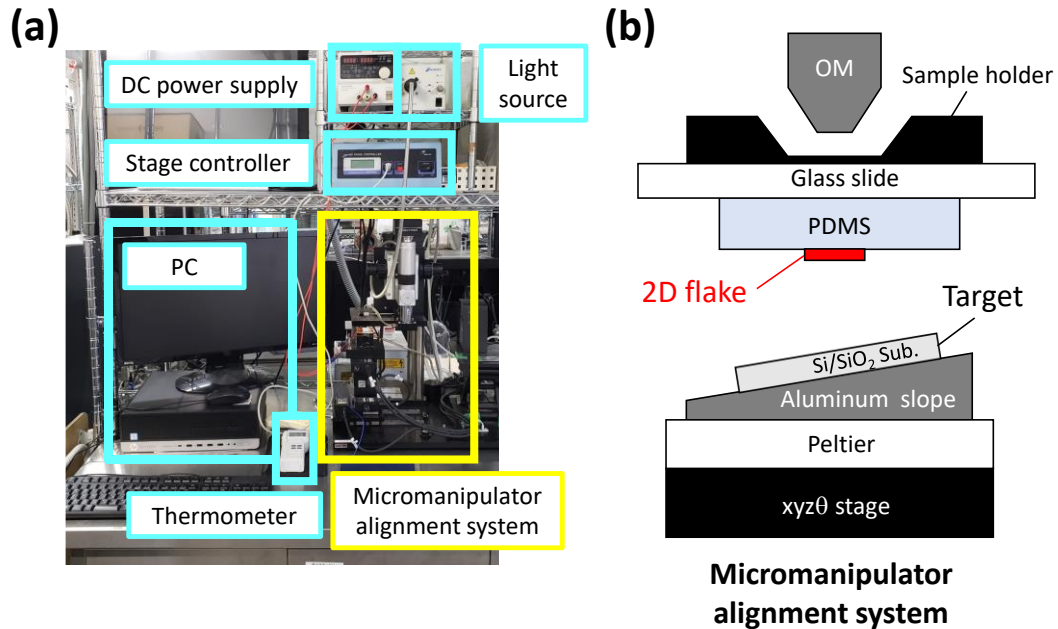 (a)
DC power supply
Light
source
Stage controller
PC
Thermometer
Micromanipulator
alignment system
(b)
OM
Sample holder
Glass slide
PDMS
2D flake
Target
Si/SiO₂ Sub.
Aluminum slope
Peltier
xyzθ stage
Micromanipulator
alignment system